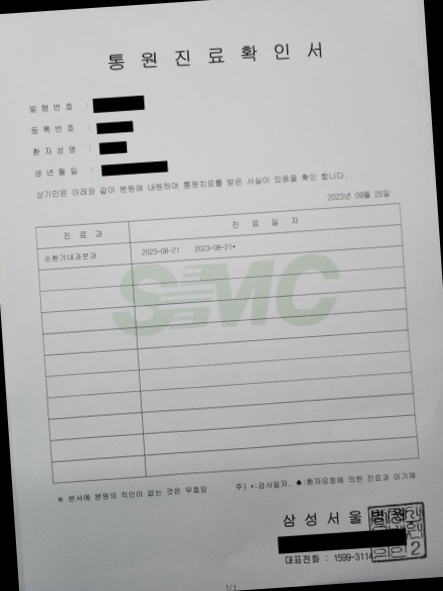 통 원 진 료 확 인 서
발 행 번 호 :
등 록 번 호 :
환 자 성 명 :
생 년 월 일 :
상기인은 아래와 같이 본원에 내원하여 통원치료를 받은 사실이 있음을 확인 합니다.
2023년 09월 25일
진 료 과 진 료 일 자
순환기내과분과 2023-08-21 2023-08-21*
SMC
※ 본서에 본원의 직인이 없는 것은 무효임 주) *:검사일자, ♠:환자요청에 의한 진료과 미기재
삼 성 서 울 병 원
대표전화 : 1599-3114
1/1